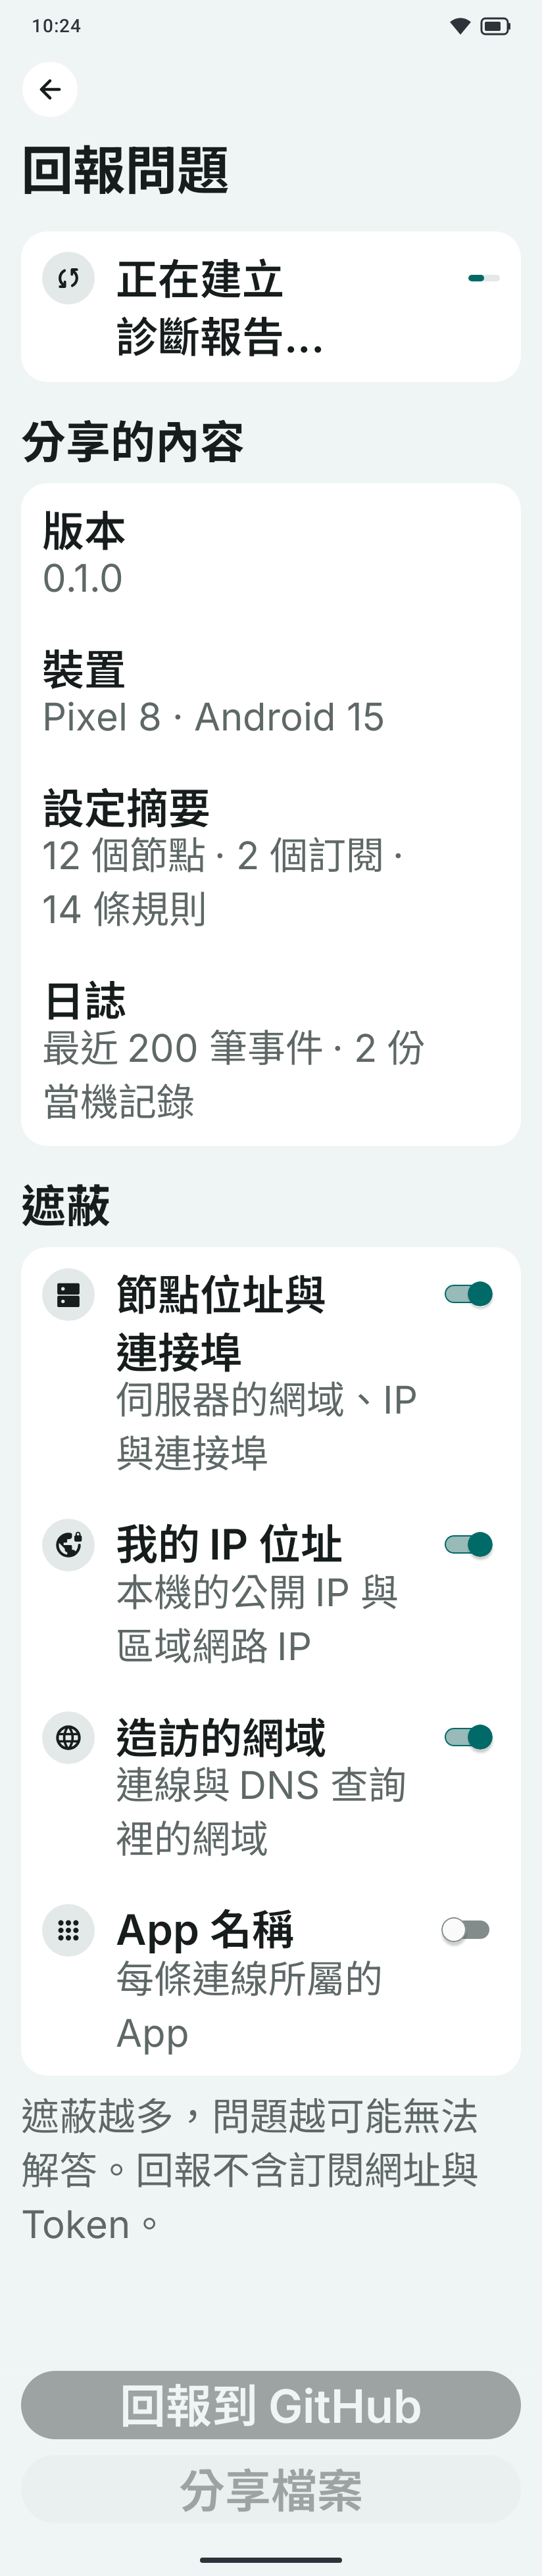 10:24
回報問題
正在建立
診斷報告...
分享的內容
版本
0.1.0
裝置
Pixel 8 · Android 15
設定摘要
12 個節點 · 2 個訂閱 ·
14 條規則
日誌
最近 200 筆事件 · 2 份
當機記錄
遮蔽
節點位址與
連接埠
伺服器的網域、IP
與連接埠
我的 IP 位址
本機的公開 IP 與
區域網路 IP
造訪的網域
連線與 DNS 查詢
裡的網域
App 名稱
每條連線所屬的
App
遮蔽越多，問題越可能無法
解答。回報不含訂閱網址與
Token。
回報到 GitHub
分享檔案